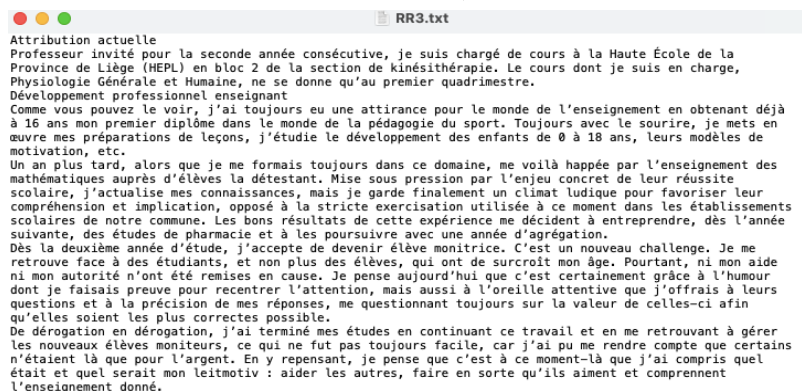 RR3.txt
Attribution actuelle
Professeur invité pour la seconde année consécutive, je suis chargé de cours à la Haute École de la
Province de Liège (HEPL) en bloc 2 de la section de kinésithérapie. Le cours dont je suis en charge,
Physiologie Générale et Humaine, ne se donne qu'au premier quadrimestre.
Développement professionnel enseignant
Comme vous pouvez le voir, j'ai toujours eu une attirance pour le monde de l'enseignement en obtenant déjà
à 16 ans mon premier diplôme dans le monde de la pédagogie du sport. Toujours avec le sourire, je mets en
œuvre mes préparations de leçons, j'étudie le développement des enfants de 0 à 18 ans, leurs modèles de
motivation, etc.
Un an plus tard, alors que je me formais toujours dans ce domaine, me voilà happée par l'enseignement des
mathématiques auprès d'élèves la détestant. Mise sous pression par l'enjeu concret de leur réussite
scolaire, j'actualise mes connaissances, mais je garde finalement un climat ludique pour favoriser leur
compréhension et implication, opposé à la stricte exercisation utilisée à ce moment dans les établissements
scolaires de notre commune. Les bons résultats de cette expérience me décident à entreprendre, dès l'année
suivante, des études de pharmacie et à les poursuivre avec une année d'agrégation.
Dès la deuxième année d'étude, j'accepte de devenir élève monitrice. C'est un nouveau challenge. Je me
retrouve face à des étudiants, et non plus des élèves, qui ont de surcroît mon âge. Pourtant, ni mon aide
ni mon autorité n'ont été remises en cause. Je pense aujourd'hui que c'est certainement grâce à l'humour
dont je faisais preuve pour recentrer l'attention, mais aussi à l'oreille attentive que j'offrais à leurs
questions et à la précision de mes réponses, me questionnant toujours sur la valeur de celles-ci afin
qu'elles soient les plus correctes possible.
De dérogation en dérogation, j'ai terminé mes études en continuant ce travail et en me retrouvant à gérer
les nouveaux élèves moniteurs, ce qui ne fut pas toujours facile, car j'ai pu me rendre compte que certains
n'étaient là que pour l'argent. En y repensant, je pense que c'est à ce moment-là que j'ai compris quel
était et quel serait mon leitmotiv : aider les autres, faire en sorte qu'ils aiment et comprennent
l'enseignement donné.